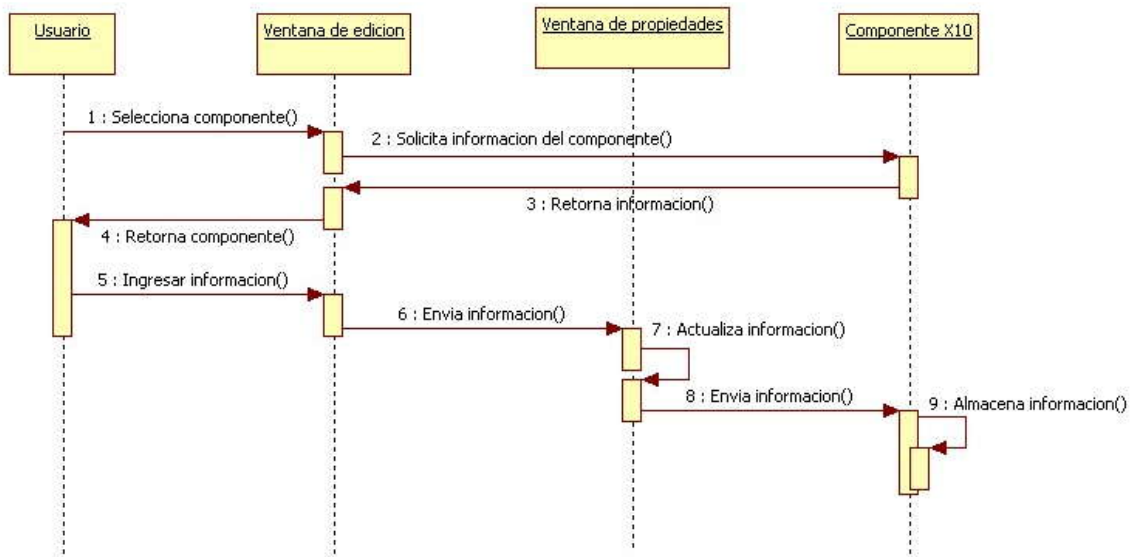 Usuario
Ventana de edicion
Ventana de propiedades
Componente X10
1 : Selecciona componente()
2 : Solicita informacion del componente()
3 : Retorna informacion()
4 : Retorna componente()
5 : Ingresar informacion()
6 : Envia informacion()
7 : Actualiza informacion()
8 : Envia informacion()
9 : Almacena informacion()